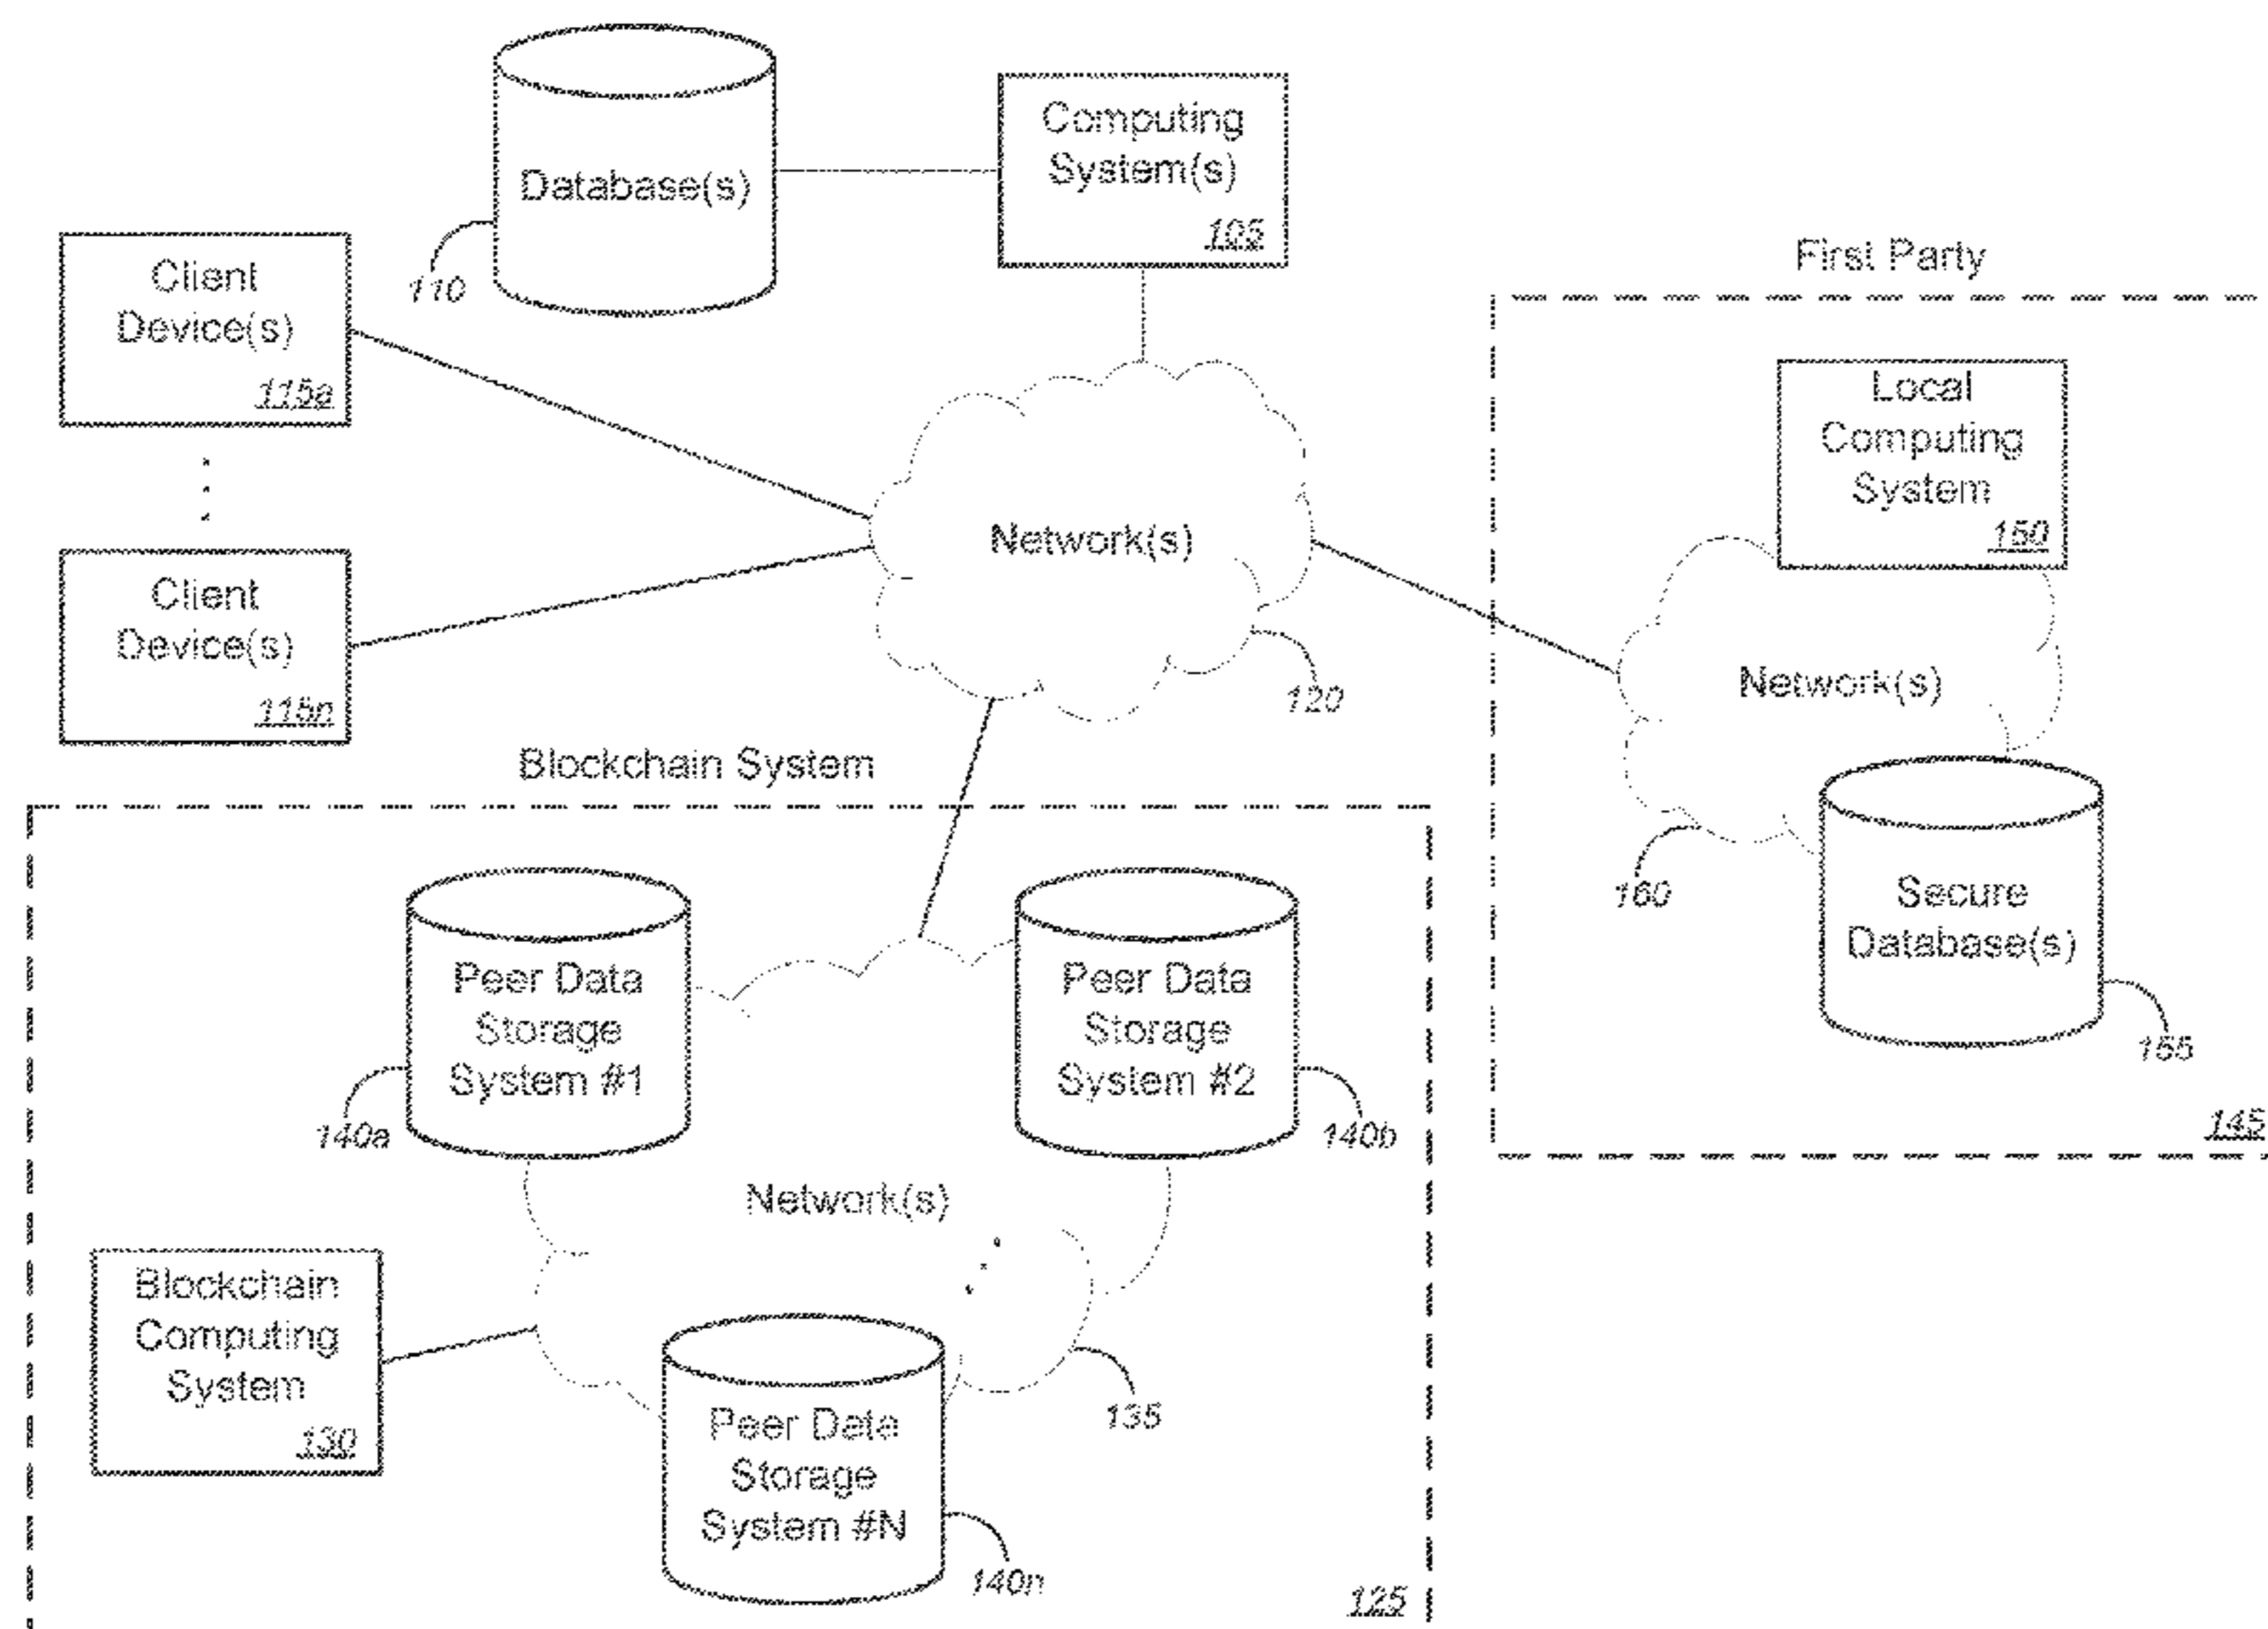 Database(s)
110
Computing
System(s)
105
Client
Device(s)
115a
Client
Device(s)
115n
Network(s)
120
First Party
Local
Computing
System
150
Network(s)
160
Secure
Database(s)
155
145
Blockchain System
Peer Data
Storage
System #1
140a
Peer Data
Storage
System #2
140b
Network(s)
135
Blockchain
Computing
System
130
Peer Data
Storage
System #N
140n
125